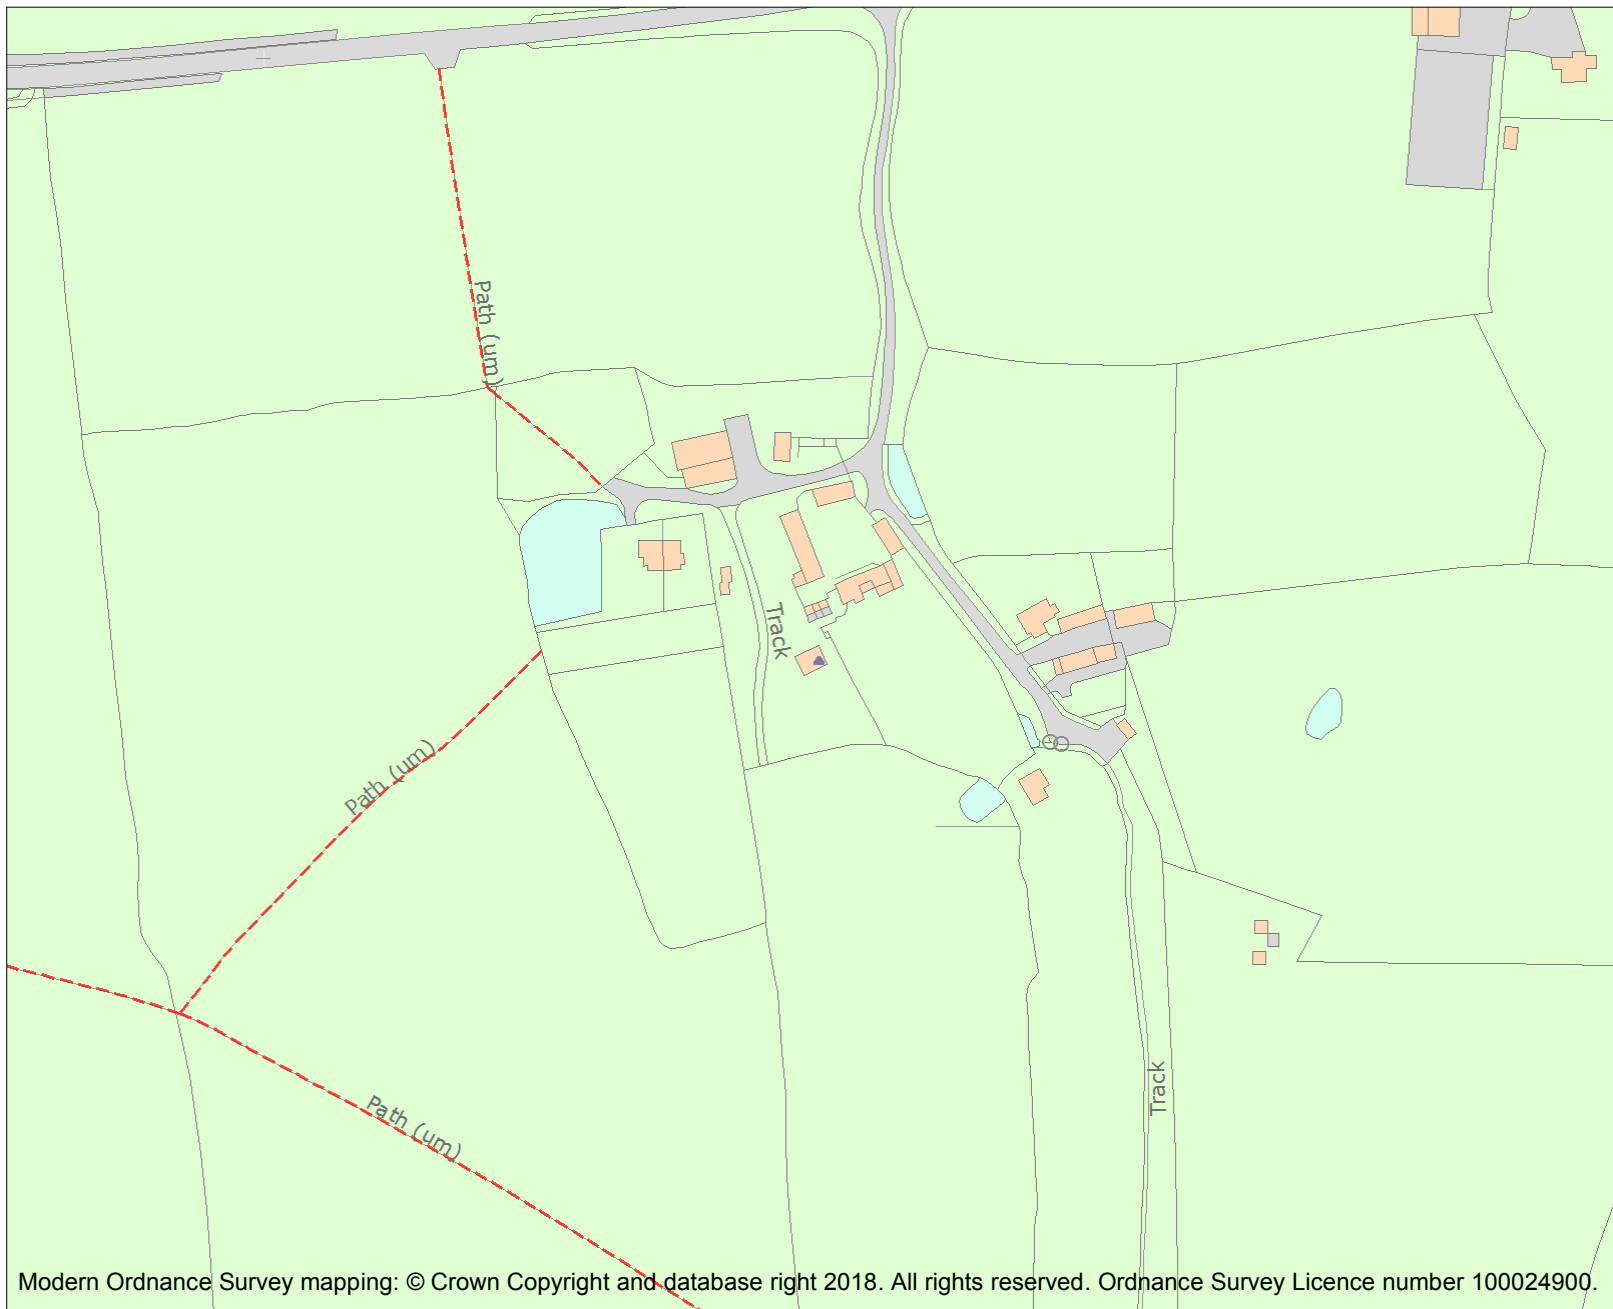 Path (um)
Track
Path (um)
Track
Path (um)
Modern Ordnance Survey mapping: © Crown Copyright and database right 2018. All rights reserved. Ordnance Survey Licence number 100024900.